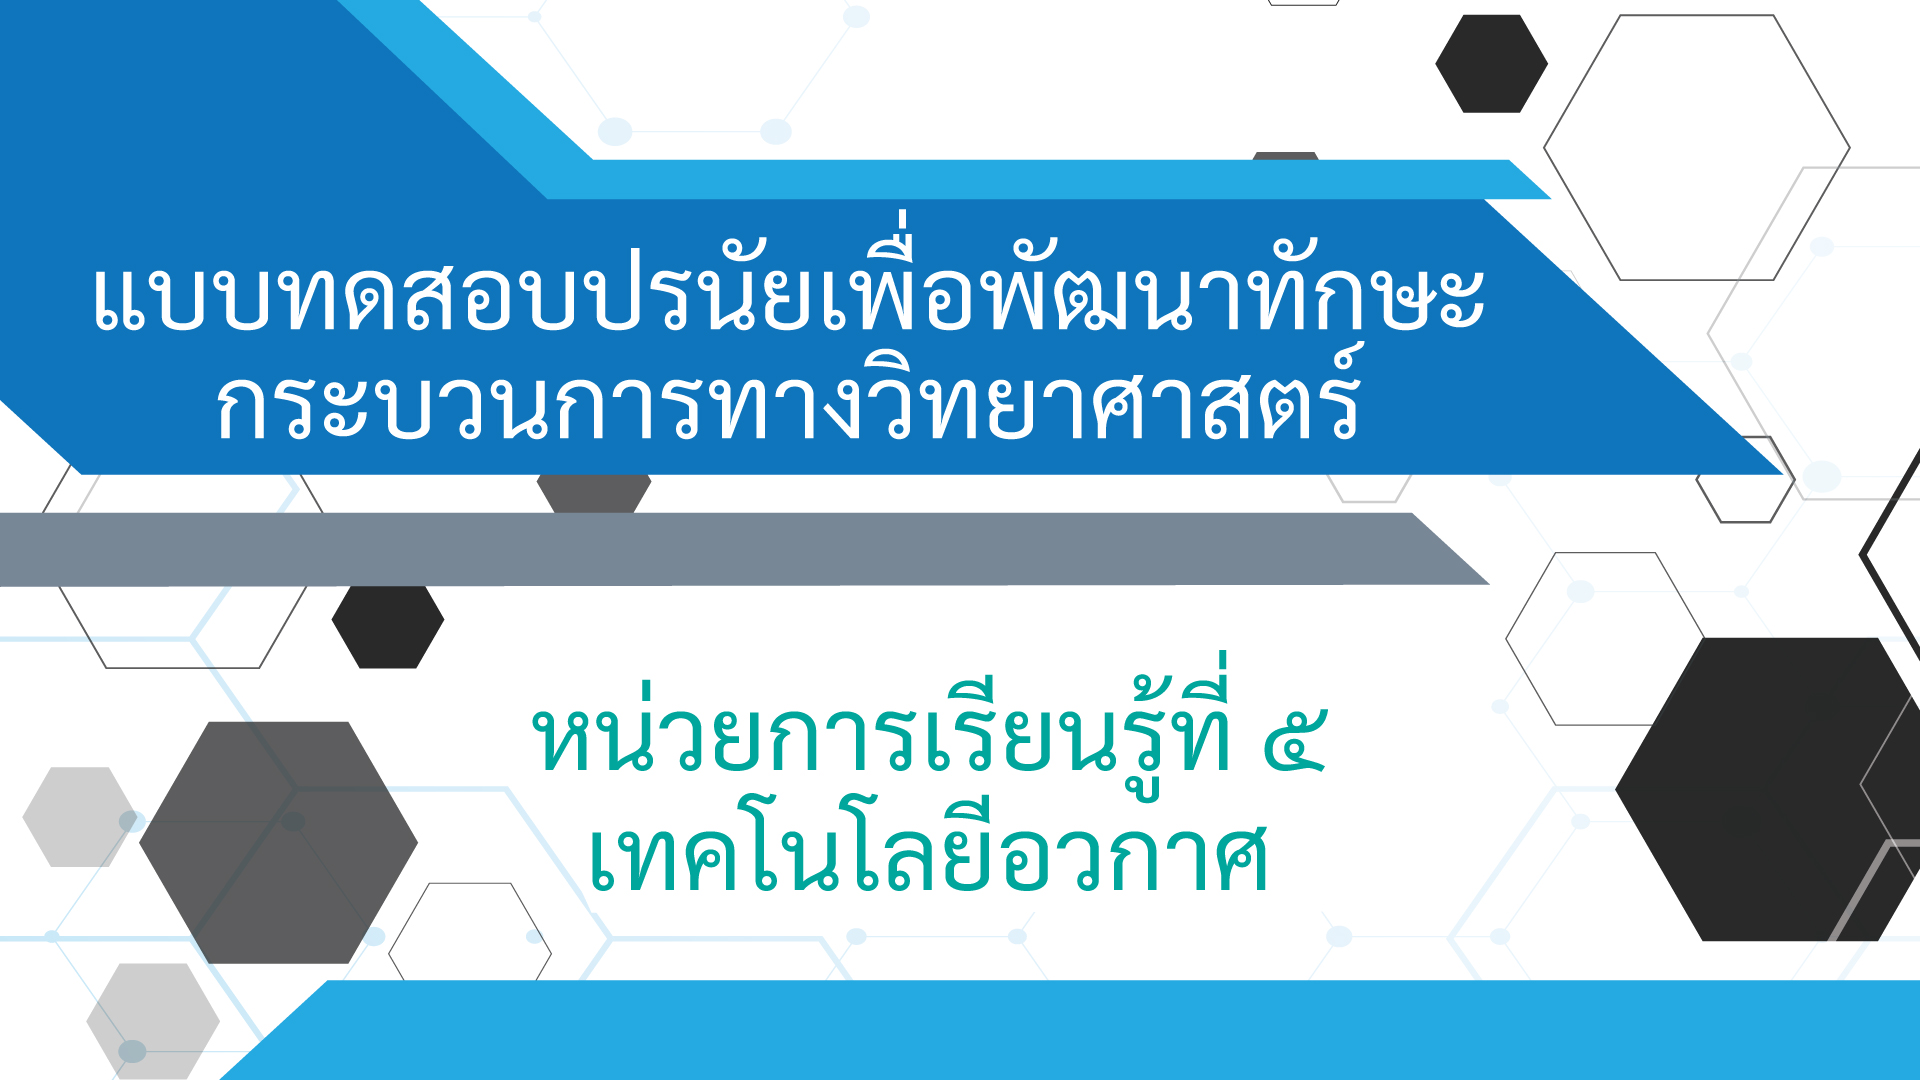 แบบทดสอบปรนัยเพื่อพัฒนาทักษะ
กระบวนการทางวิทยาศาสตร์
หน่วยการเรียนรู้ที่ ๕
เทคโนโลยีอวกาศ